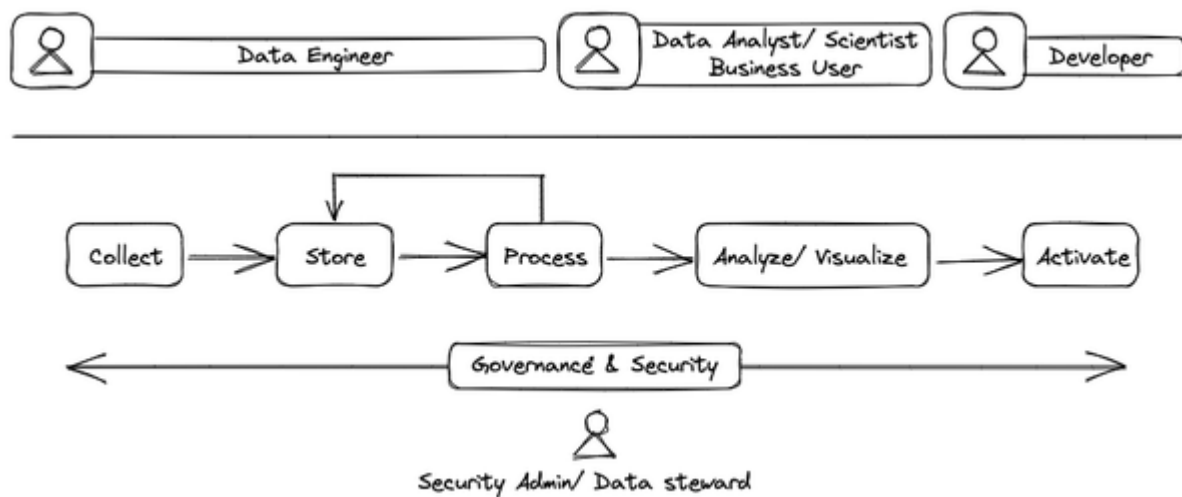 Data Engineer
Data Analyst/ Scientist
Business User
Developer
Collect
Store
Process
Analyze/ Visualize
Activate
Governance & Security
Security Admin/ Data steward